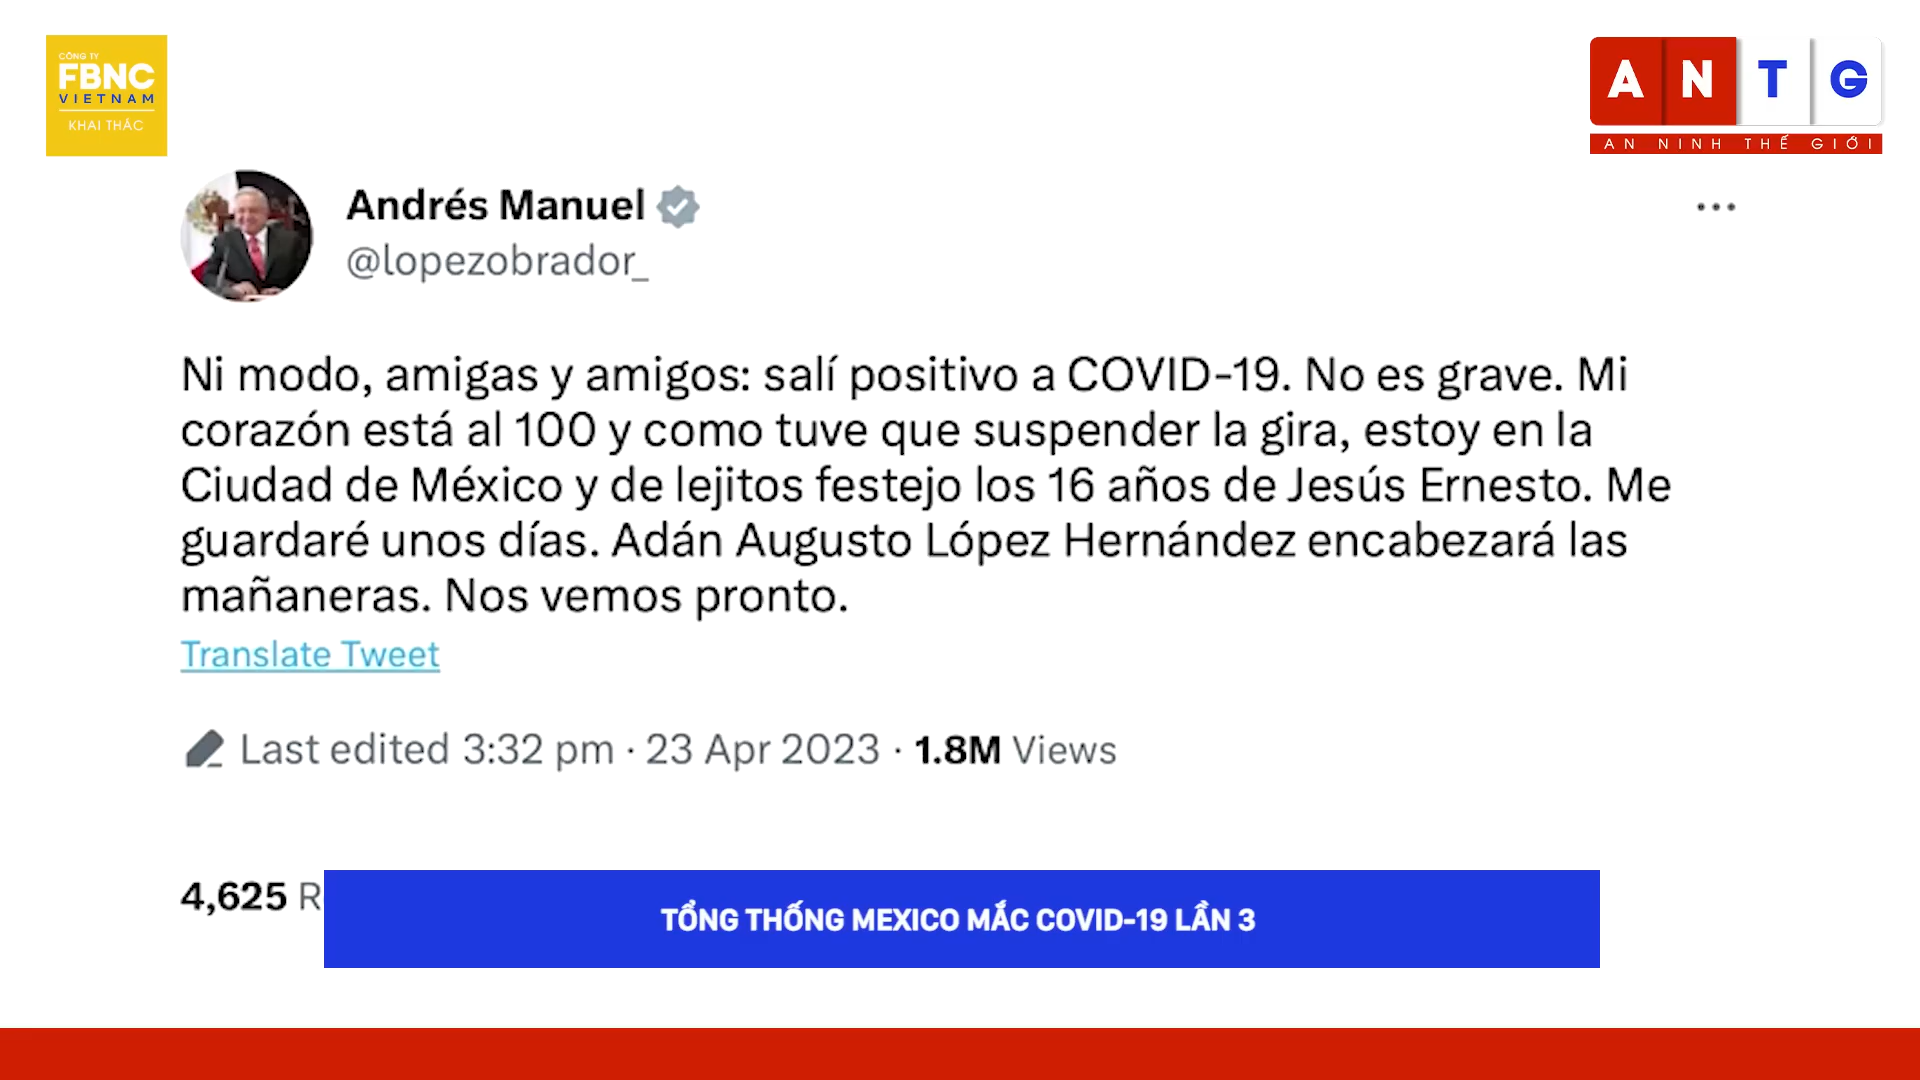 CÔNG TY
FBNC
VIETNAM
KHAI THÁC
A N T G
AN NINH THẾ GIỚI
Andrés Manuel
@lopezobrador_
Ni modo, amigas y amigos: salí positivo a COVID-19. No es grave. Mi
corazón está al 100 y como tuve que suspender la gira, estoy en la
Ciudad de México y de lejitos festejo los 16 años de Jesús Ernesto. Me
guardaré unos días. Adán Augusto López Hernández encabezará las
mañaneras. Nos vemos pronto.
Translate Tweet
Last edited 3:32 pm · 23 Apr 2023 · 1.8M Views
4,625 R
TỔNG THỐNG MEXICO MẮC COVID-19 LẦN 3